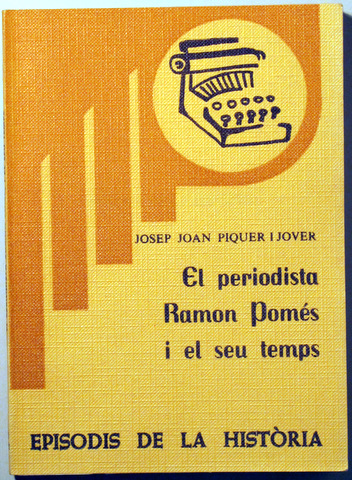 JOSEP JOAN PIQUER I JOVER
El periodista
Ramon Pomés
i el seu temps
EPISODIS DE LA HISTÒRIA